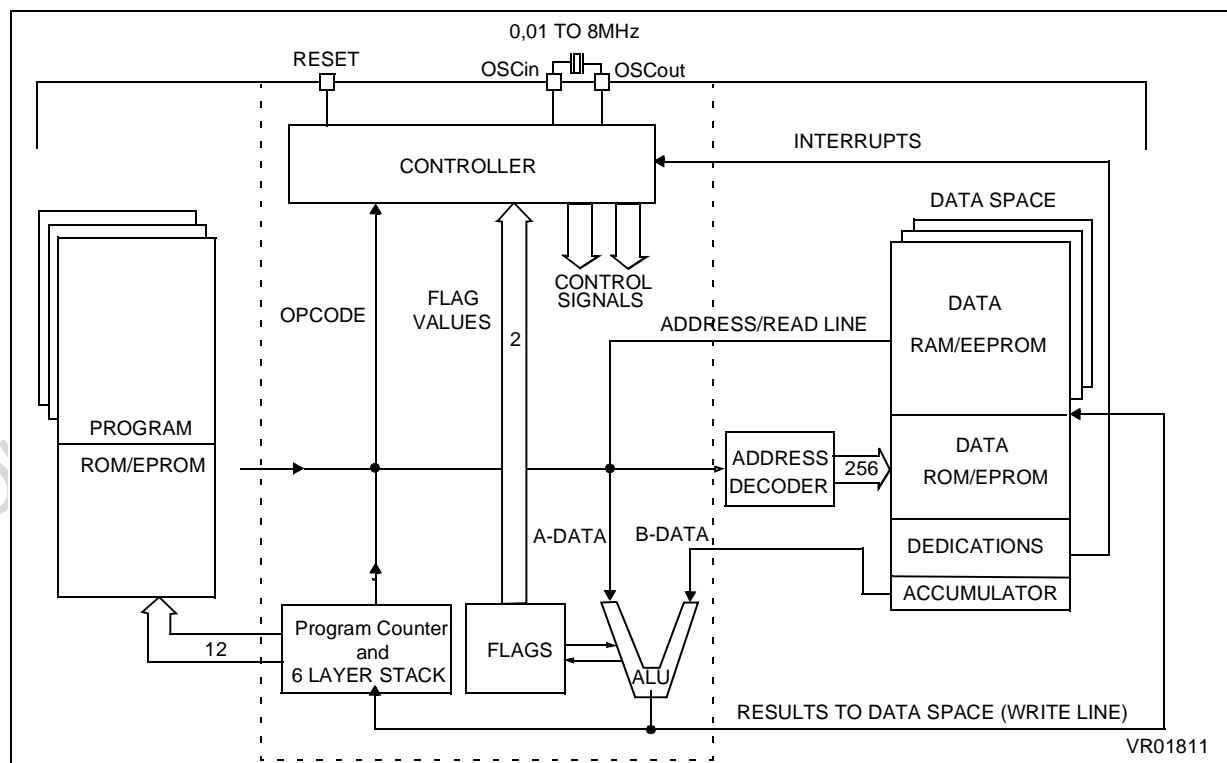 0,01 TO 8MHz
RESET
OSCin
OSCout
CONTROLLER
INTERRUPTS
DATA SPACE
CONTROL
SIGNALS
OPCODE
FLAG
VALUES
2
ADDRESS/READ LINE
DATA
RAM/EEPROM
PROGRAM
ROM/EPROM
ADDRESS
DECODER
256
DATA
ROM/EPROM
A-DATA
B-DATA
DEDICATIONS
ACCUMULATOR
Program Counter
and
6 LAYER STACK
12
FLAGS
ALU
RESULTS TO DATA SPACE (WRITE LINE)
VR01811